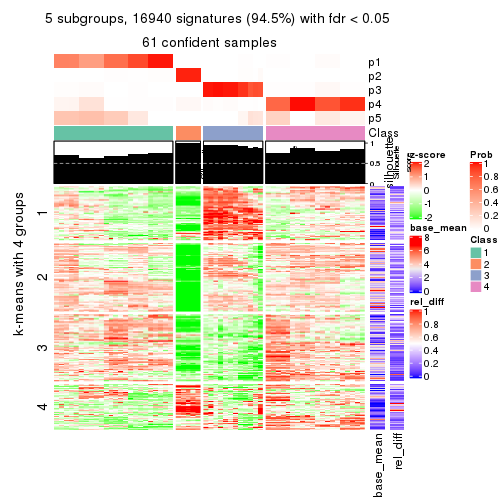 5 subgroups, 16940 signatures (94.5%) with fdr < 0.05
61 confident samples
p1
p2
p3
p4
p5
Class
1
0.5
0
silhouette
Silhouette
score
k-means with 4 groups
1
2
3
4
base_mean
rel_diff
z-score
2
1
0
-1
-2
base_mean
8
6
4
2
0
rel_diff
1
0.8
0.6
0.4
0.2
0
Prob
1
0.8
0.6
0.4
0.2
0
Class
1
2
3
4